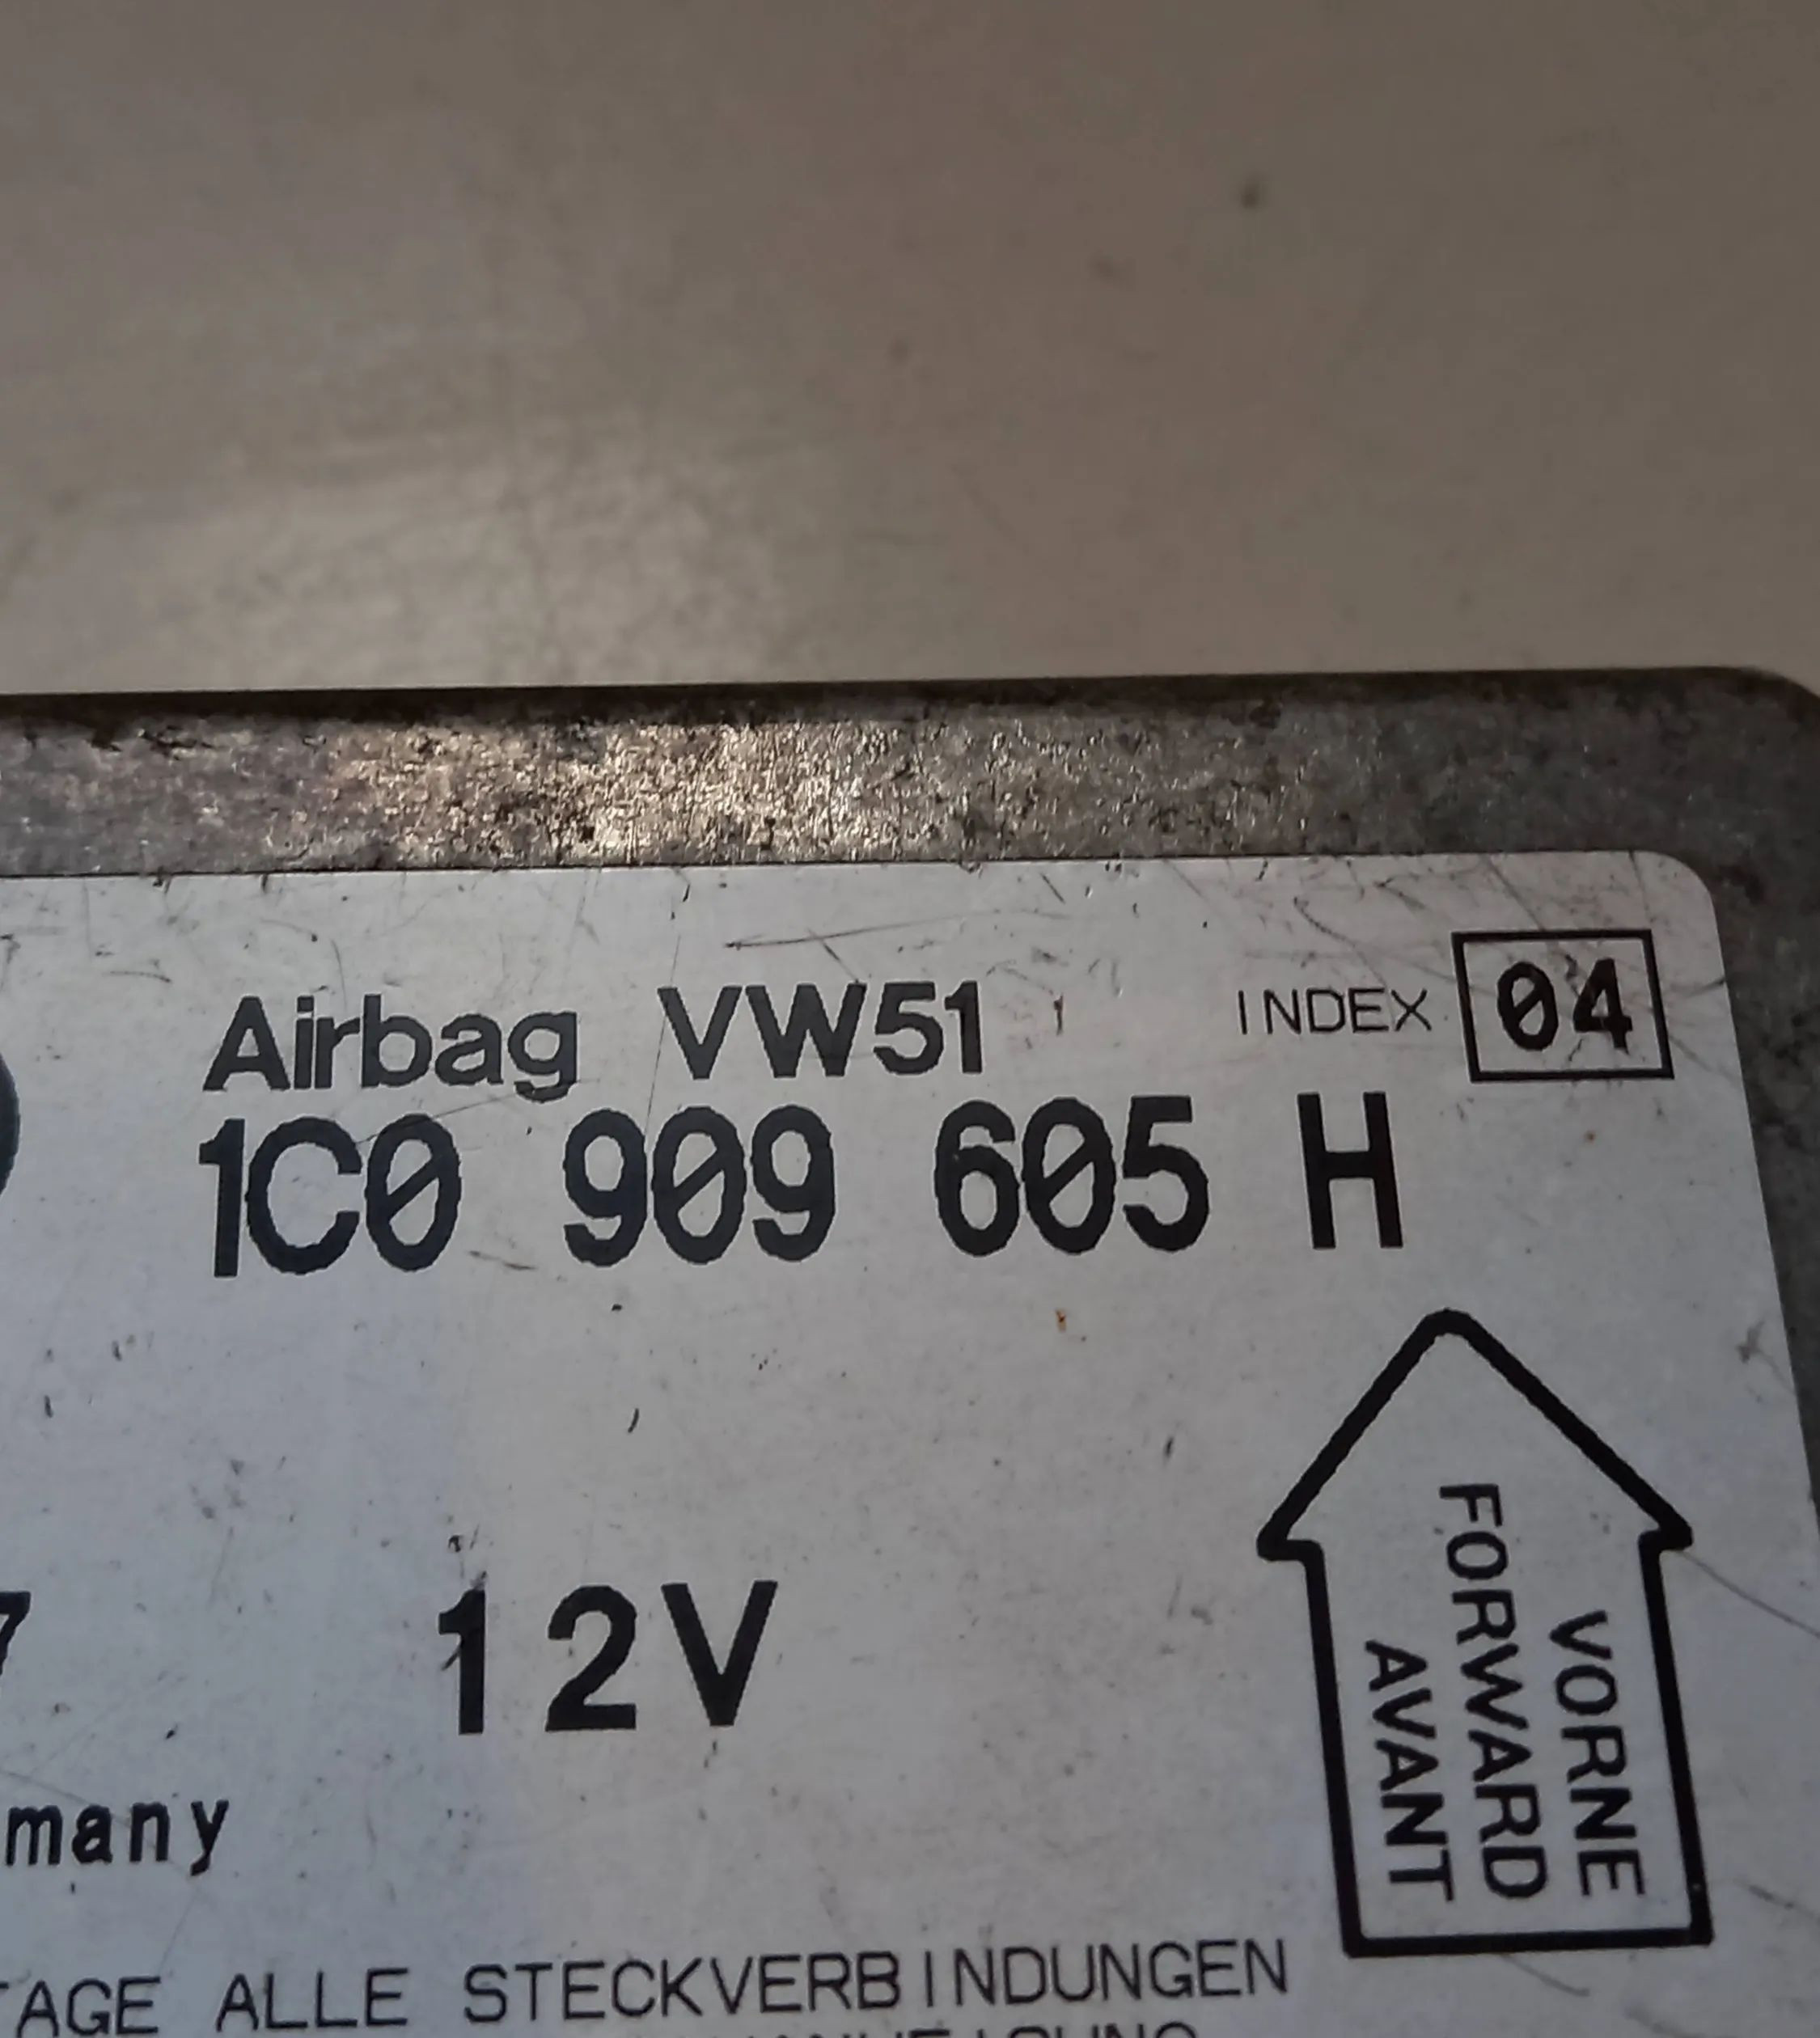 Airbag VW51
INDEX 04
1C0 909 605 H
7
12V
VORNE
FORWARD
AVANT
many
TAGE ALLE STECKVERBINDUNGEN